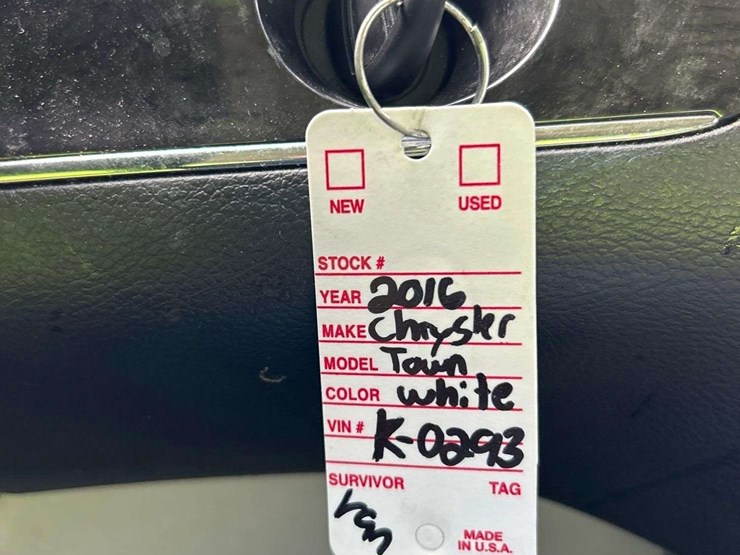 NEW USED
STOCK #
YEAR 2016
MAKE Chrysler
MODEL Town
COLOR white
VIN # K-0293
SURVIVOR TAG
van
MADE
IN U.S.A.